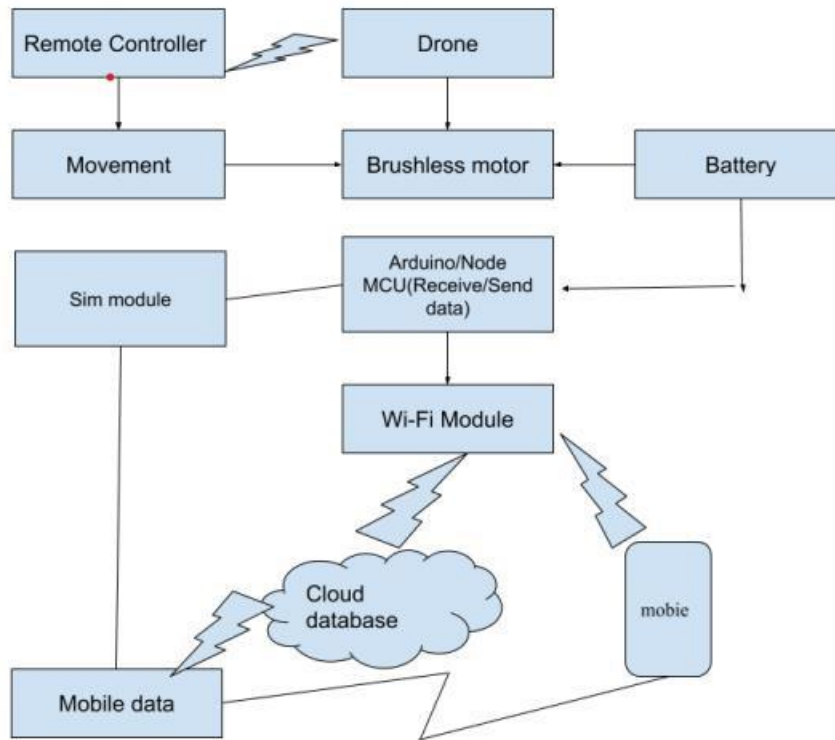 Remote Controller
Drone
Movement
Brushless motor
Battery
Sim module
Arduino/Node
MCU(Receive/Send
data)
Wi-Fi Module
Cloud
database
mobie
Mobile data